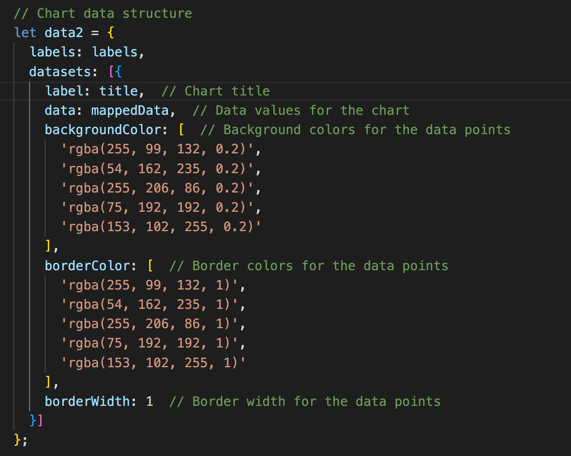 // Chart data structure
let data2 = {
  labels: labels,
  datasets: [{
    label: title,  // Chart title
    data: mappedData,  // Data values for the chart
    backgroundColor: [  // Background colors for the data points
      'rgba(255, 99, 132, 0.2)',
      'rgba(54, 162, 235, 0.2)',
      'rgba(255, 206, 86, 0.2)',
      'rgba(75, 192, 192, 0.2)',
      'rgba(153, 102, 255, 0.2)'
    ],
    borderColor: [  // Border colors for the data points
      'rgba(255, 99, 132, 1)',
      'rgba(54, 162, 235, 1)',
      'rgba(255, 206, 86, 1)',
      'rgba(75, 192, 192, 1)',
      'rgba(153, 102, 255, 1)'
    ],
    borderWidth: 1  // Border width for the data points
  }]
};